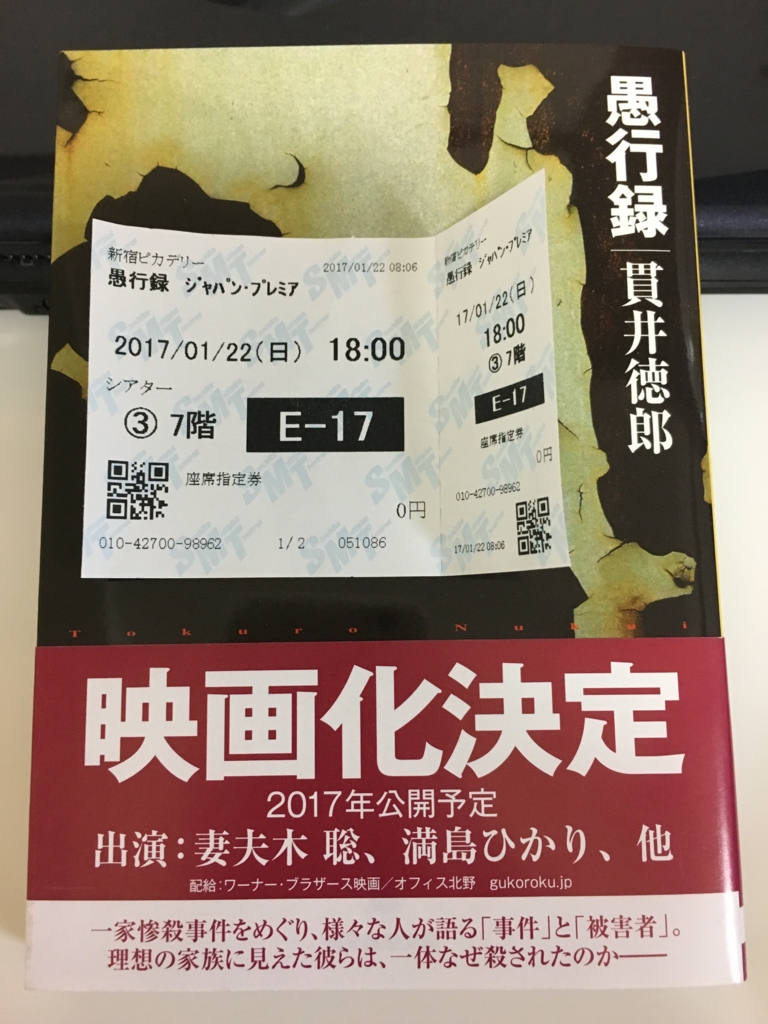 愚行録 貫井徳郎
新宿ピカデリー 2017/01/22 08:06
愚行録 ジャパン・プレミア
2017/01/22(日) 18:00
シアター
③ 7階 E-17
座席指定券
0円
010-42700-98962 1/2 051086
新宿ピカデリー
愚行録 ジャパン・プレミア
17/01/22(日)
18:00
③ 7階
E-17
座席指定券
0円
010-42700-98962
17/01/22 08:06
Tokuro Nukui
映画化決定
2017年公開予定
出演:妻夫木 聡、満島ひかり、他
配給:ワーナー・ブラザース映画/オフィス北野 gukoroku.jp
一家惨殺事件をめぐり、様々な人が語る「事件」と「被害者」。
理想の家族に見えた彼らは、一体なぜ殺されたのか――